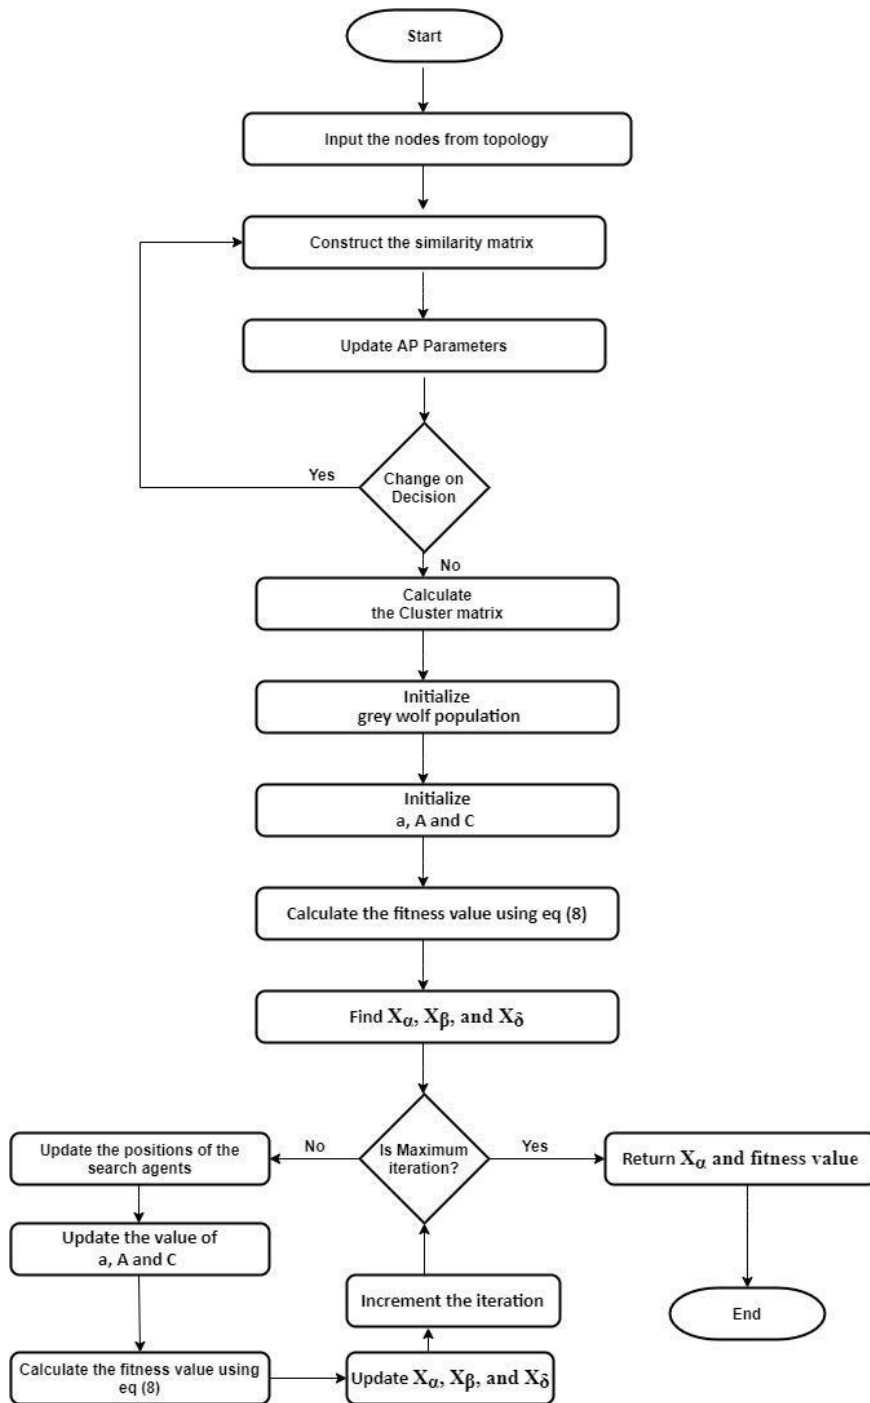 Start
Input the nodes from topology
Construct the similarity matrix
Update AP Parameters
Yes
Change on
Decision
No
Calculate
the Cluster matrix
Initialize
grey wolf population
Initialize
a, A and C
Calculate the fitness value using eq (8)
Find Xα, Xβ, and Xδ
Is Maximum
iteration?
No
Yes
Update the positions of the
search agents
Return Xα and fitness value
Update the value of
a, A and C
Increment the iteration
End
Calculate the fitness value using
eq (8)
Update Xα, Xβ, and Xδ